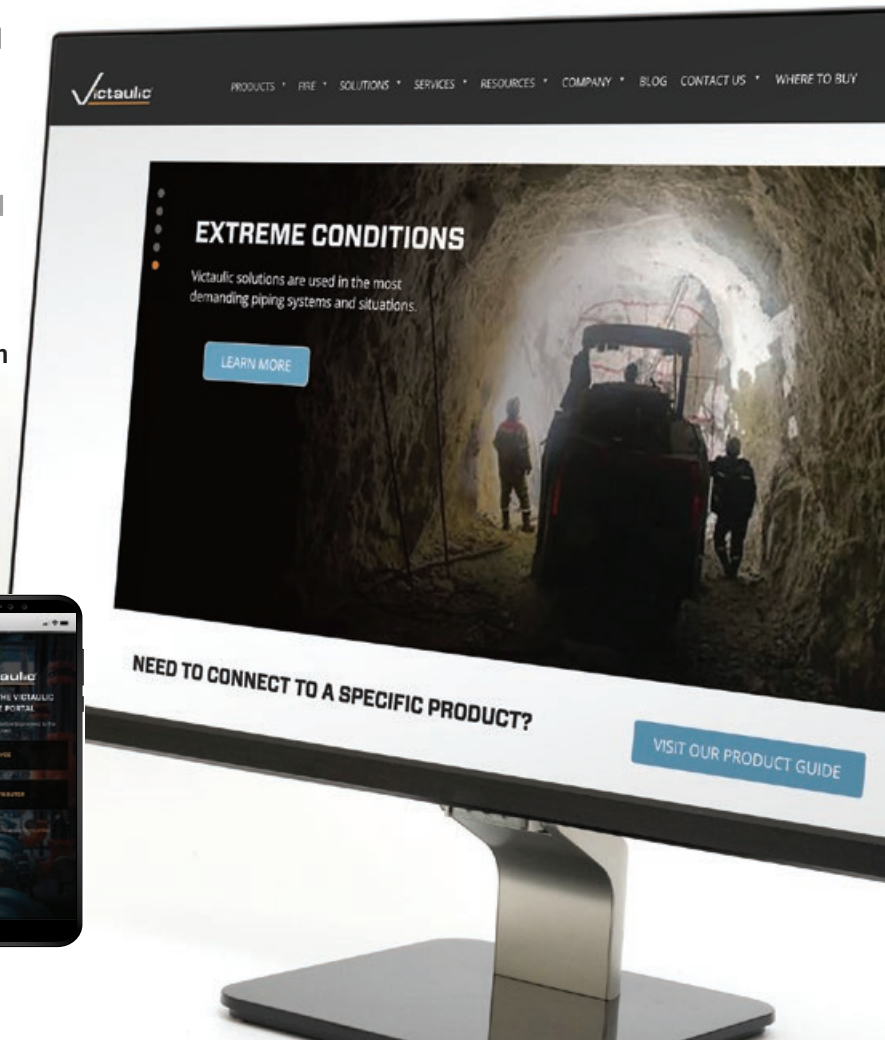 Victaulic
PRODUCTS FIRE SOLUTIONS SERVICES RESOURCES COMPANY BLOG CONTACT US WHERE TO BUY
EXTREME CONDITIONS
Victaulic solutions are used in the most
demanding piping systems and situations.
LEARN MORE
NEED TO CONNECT TO A SPECIFIC PRODUCT?
VISIT OUR PRODUCT GUIDE
n
aulic
HE VICTAULIC
PORTAL